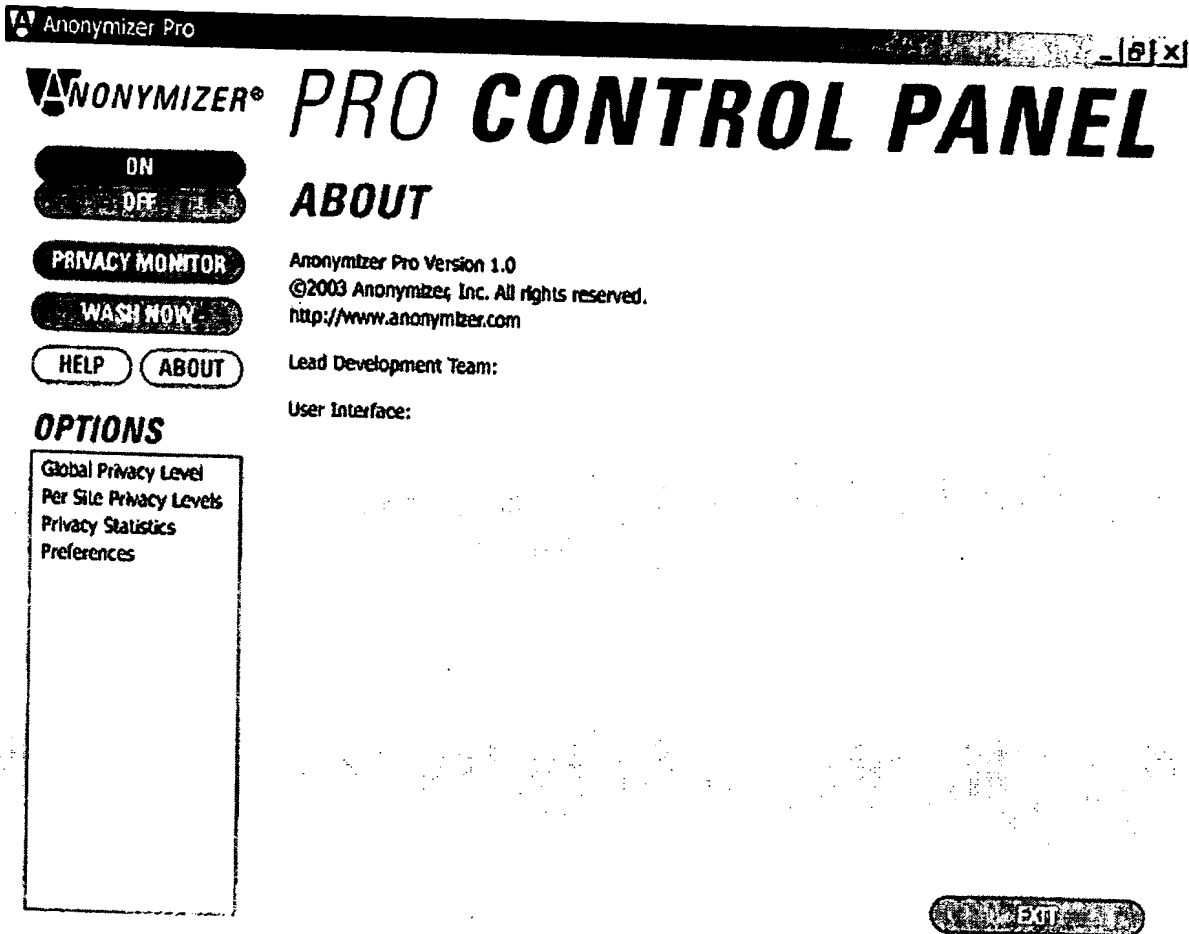 Anonymizer Pro
ANONYMIZER®
PRO CONTROL PANEL
ON
OFF
PRIVACY MONITOR
WASH NOW
HELP
ABOUT
OPTIONS
Global Privacy Level
Per Site Privacy Levels
Privacy Statistics
Preferences
ABOUT
Anonymizer Pro Version 1.0
©2003 Anonymizer, Inc. All rights reserved.
http://www.anonymizer.com
Lead Development Team:
User Interface:
EXIT